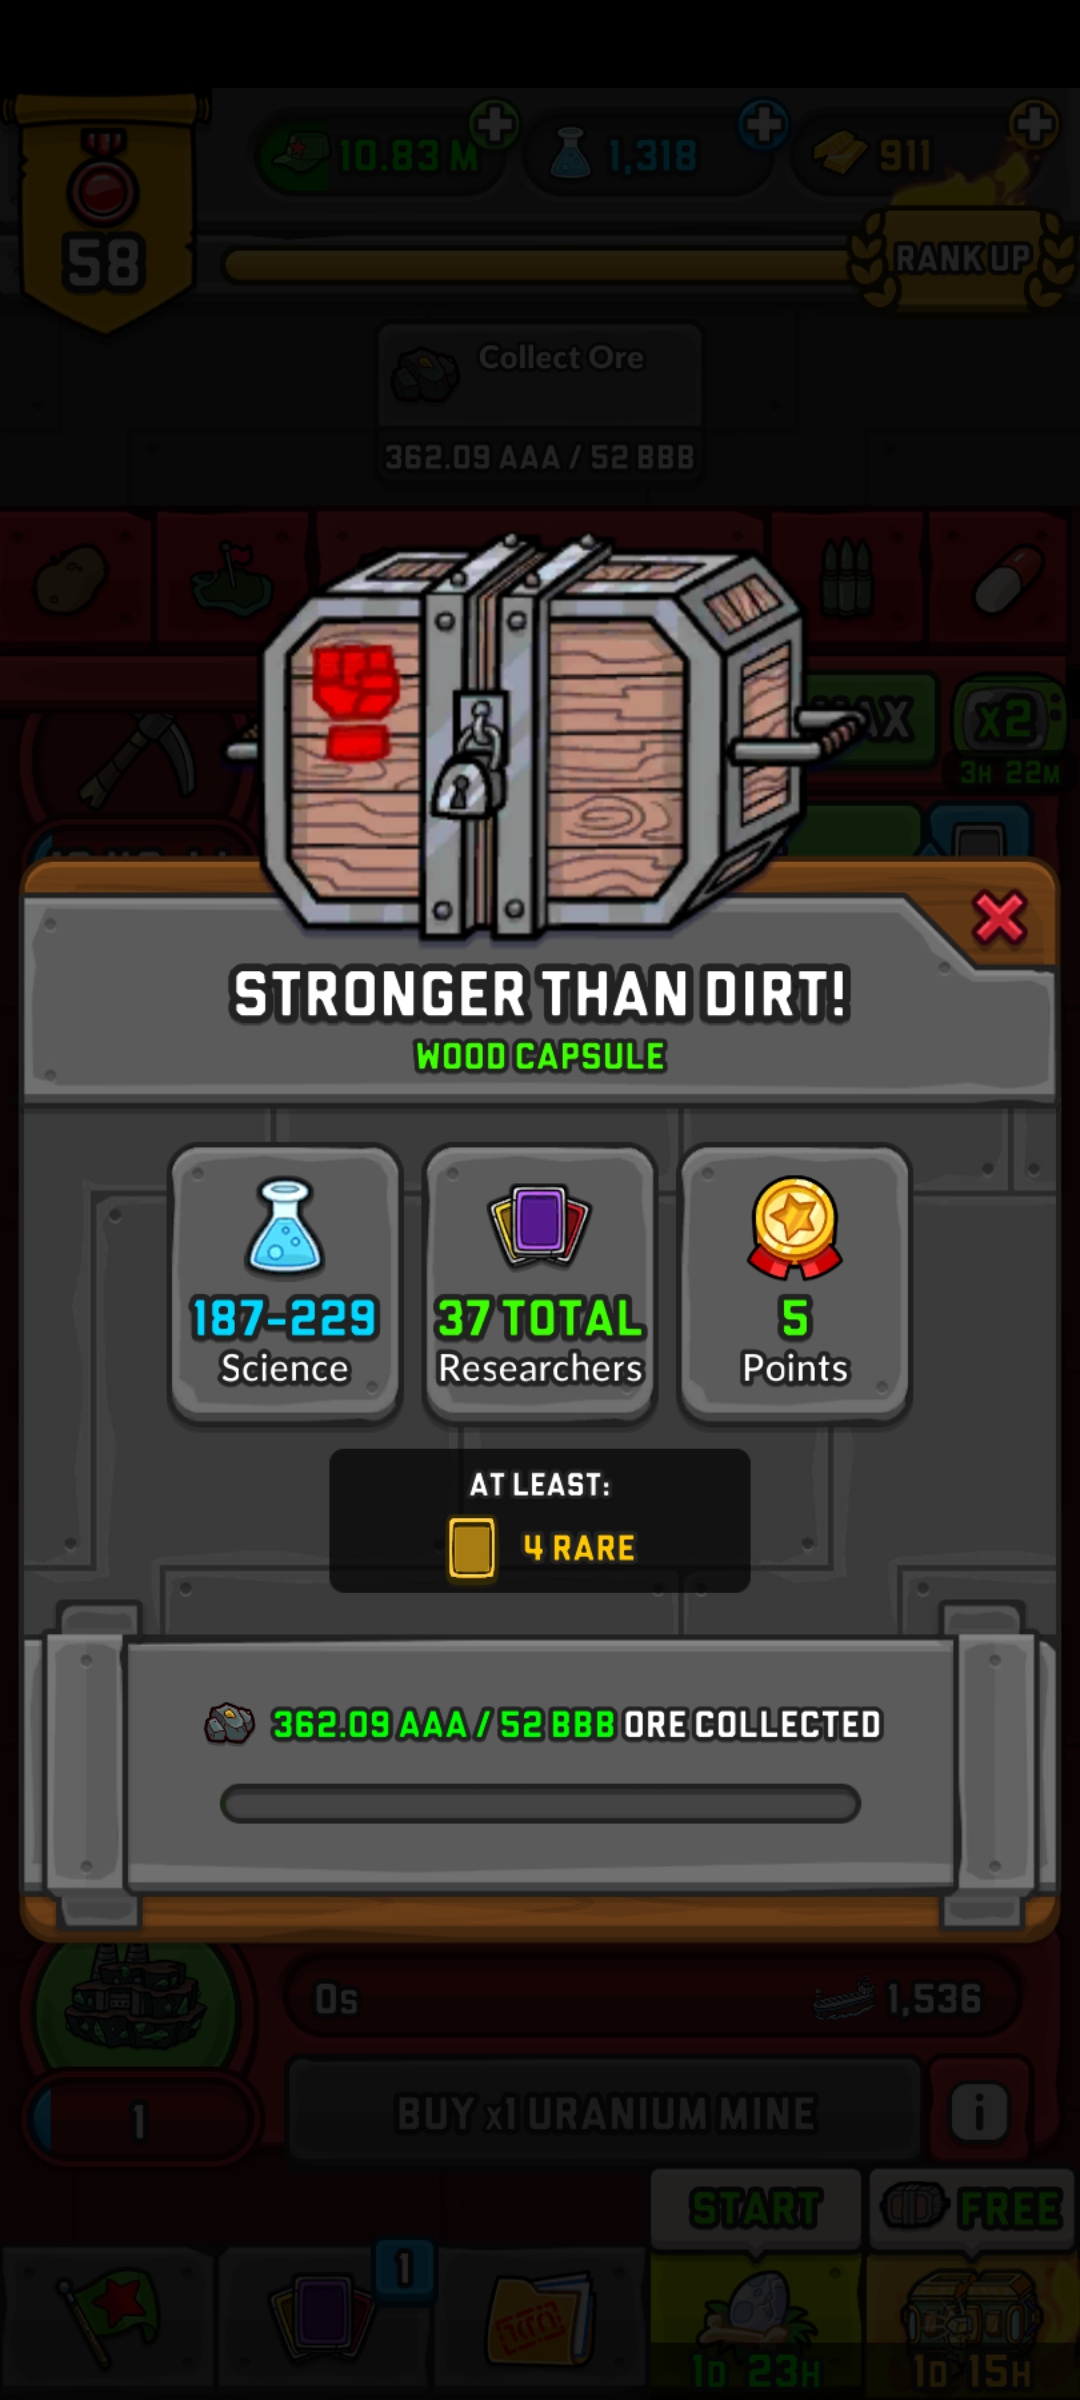 58
10.83 M
1,318
911
RANK UP
Collect Ore
362.09 AAA / 52 BBB
x2
3H 22M
STRONGER THAN DIRT!
WOOD CAPSULE
187-229
Science
37 TOTAL
Researchers
5
Points
AT LEAST:
4 RARE
362.09 AAA / 52 BBB ORE COLLECTED
0s
1,536
1
BUY x1 URANIUM MINE
i
START
FREE
1
1D 23H
1D 15H